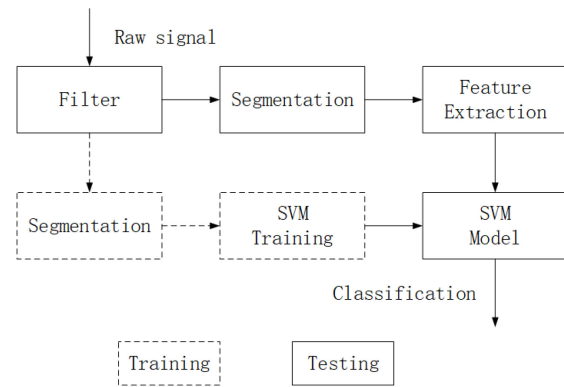 Raw signal
Filter
Segmentation
Feature
Extraction
Segmentation
SVM
Training
SVM
Model
Classification
Training
Testing